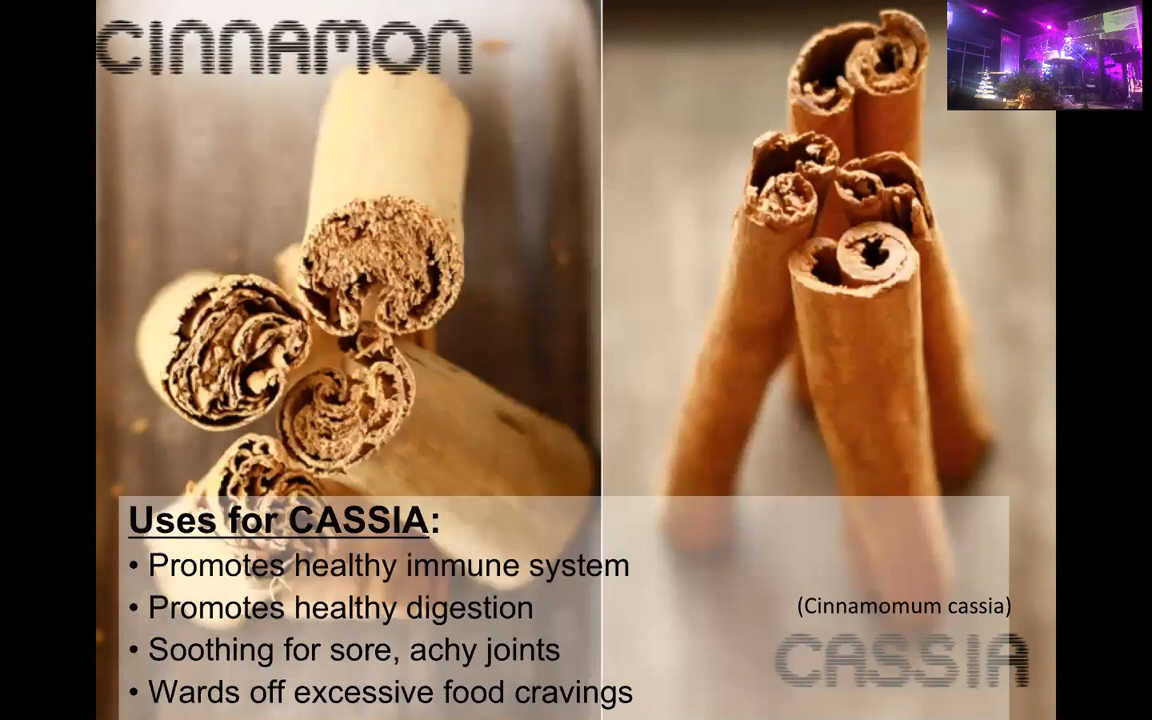 CINNAMON
Uses for CASSIA:
• Promotes healthy immune system
• Promotes healthy digestion
• Soothing for sore, achy joints
• Wards off excessive food cravings
(Cinnamomum cassia)
CASSIA